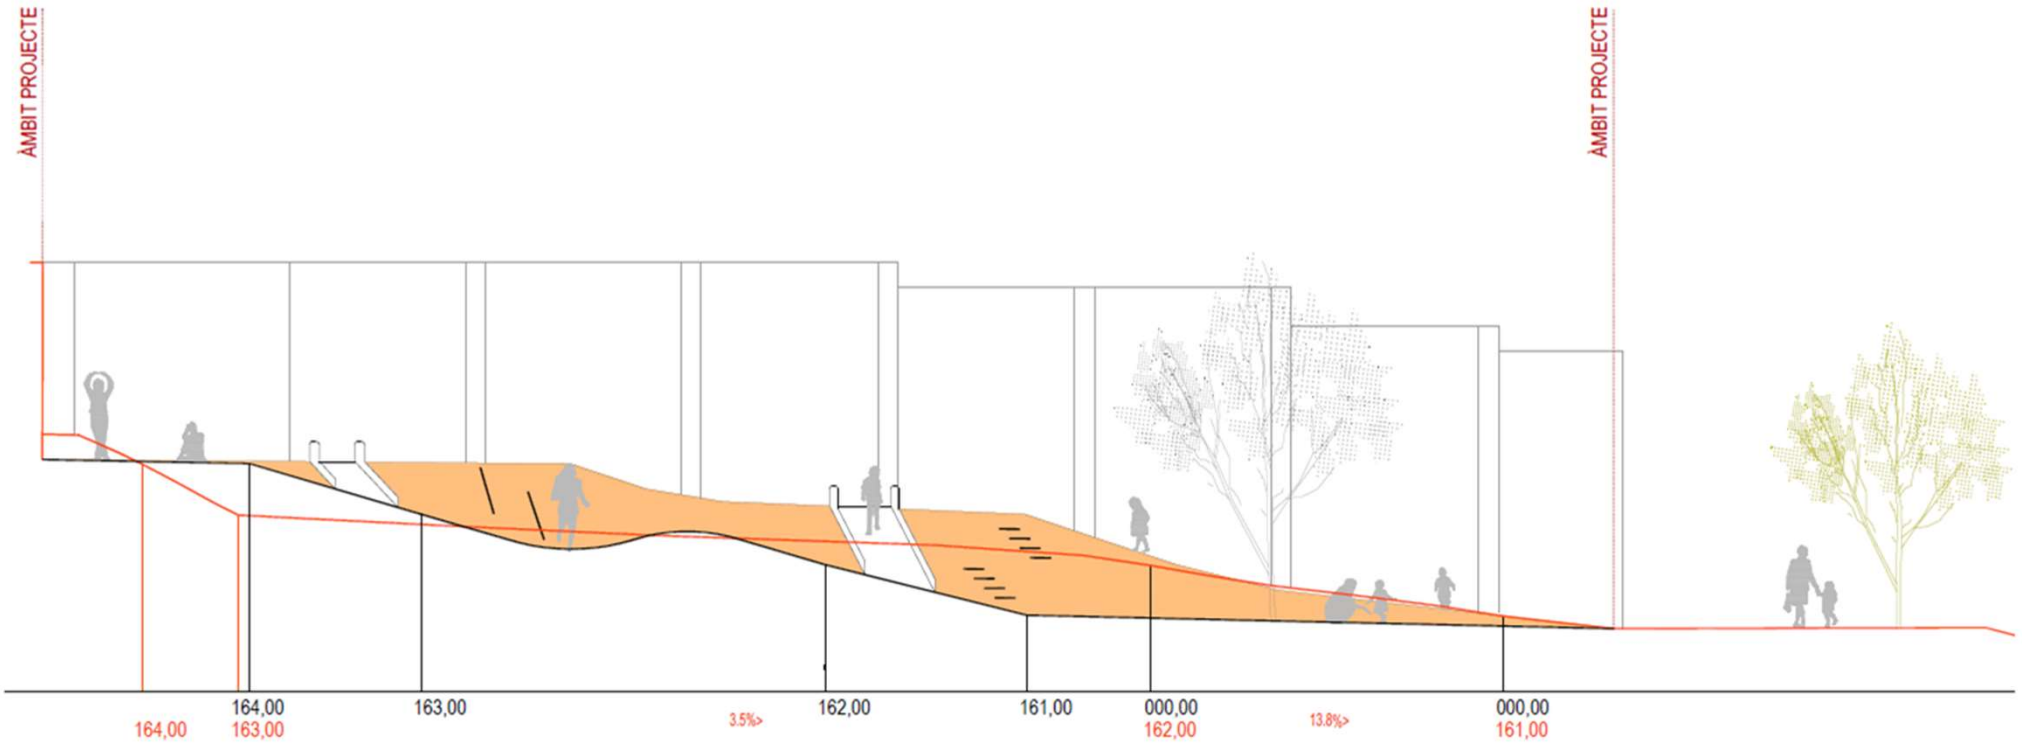 ÀMBIT PROJECTE
ÀMBIT PROJECTE
164,00 163,00 162,00 161,00 000,00 000,00
164,00 163,00 3.5%> 162,00 13.8%> 161,00